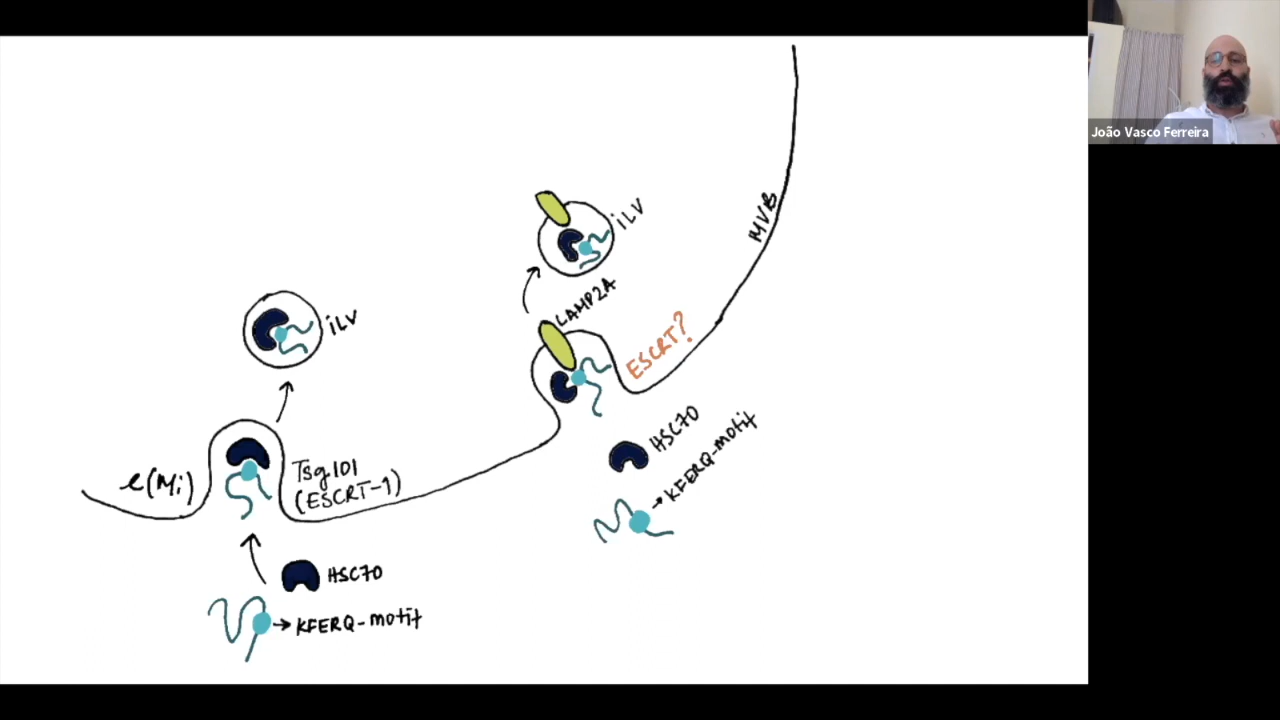 João Vasco Ferreira
MVB
iLV
LAMP2A
ESCRT?
iLV
HSC70
KFERQ-motif
e(Mi)
Tsg101
(ESCRT-1)
HSC70
KFERQ-motif